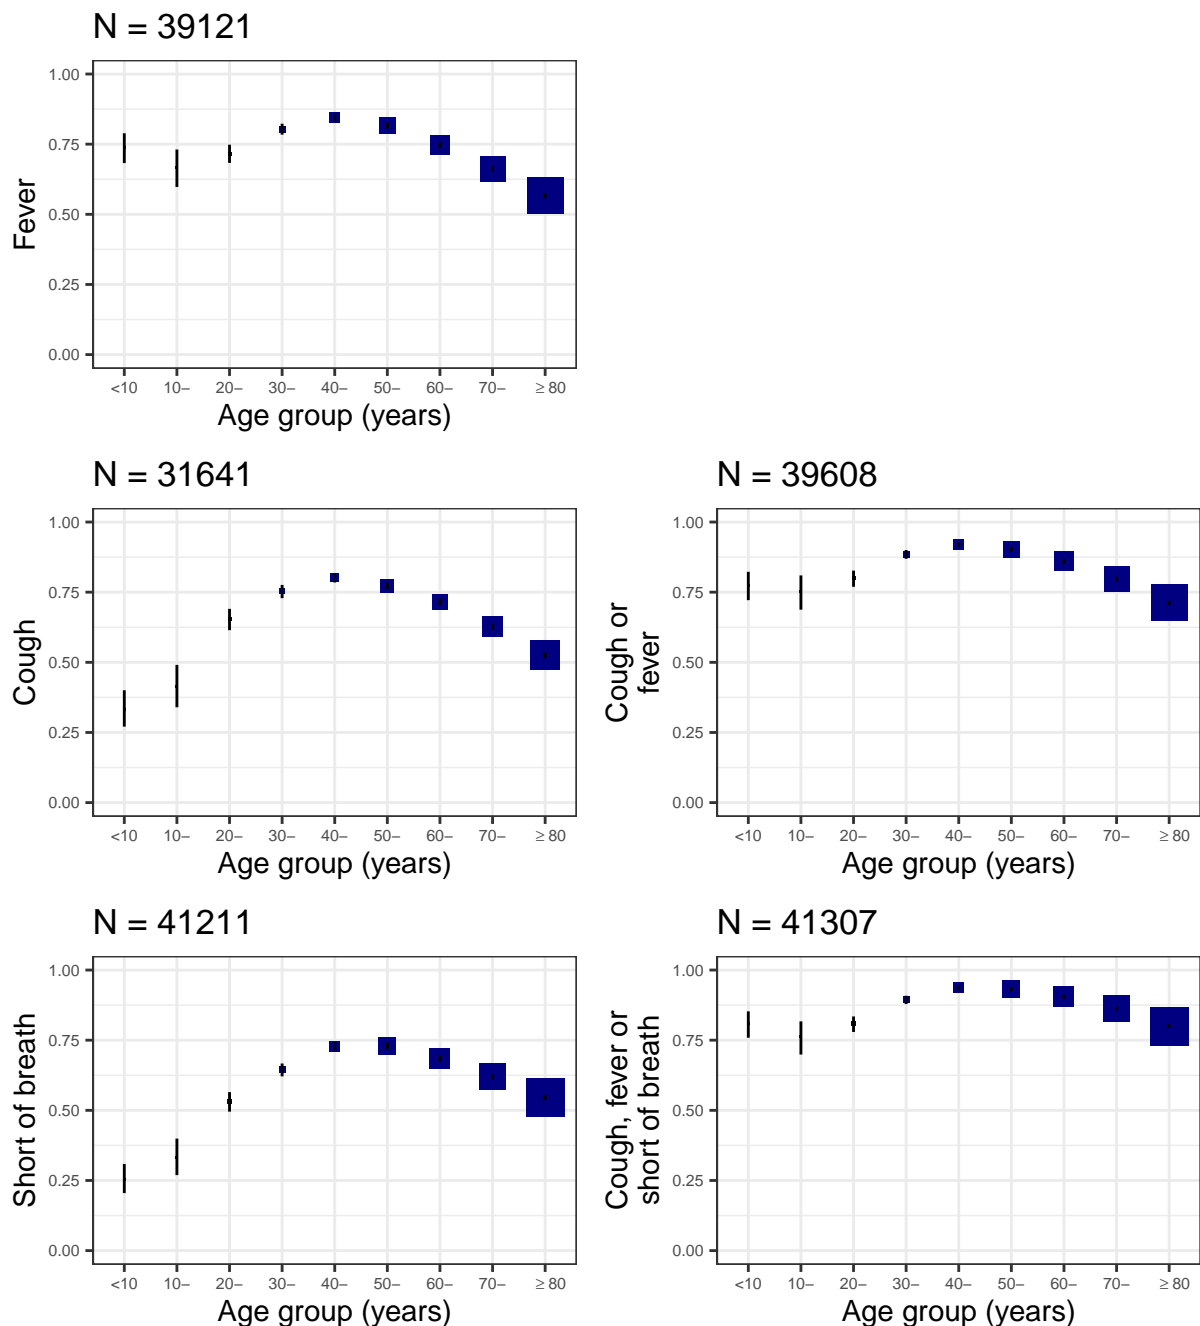 N = 39121
Fever
1.00
0.75
0.50
0.25
0.00
<10 10− 20− 30− 40− 50− 60− 70− ≥ 80
Age group (years)
N = 31641
Cough
1.00
0.75
0.50
0.25
0.00
<10 10− 20− 30− 40− 50− 60− 70− ≥ 80
Age group (years)
N = 39608
Cough or
fever
1.00
0.75
0.50
0.25
0.00
<10 10− 20− 30− 40− 50− 60− 70− ≥ 80
Age group (years)
N = 41211
Short of breath
1.00
0.75
0.50
0.25
0.00
<10 10− 20− 30− 40− 50− 60− 70− ≥ 80
Age group (years)
N = 41307
Cough, fever or
short of breath
1.00
0.75
0.50
0.25
0.00
<10 10− 20− 30− 40− 50− 60− 70− ≥ 80
Age group (years)